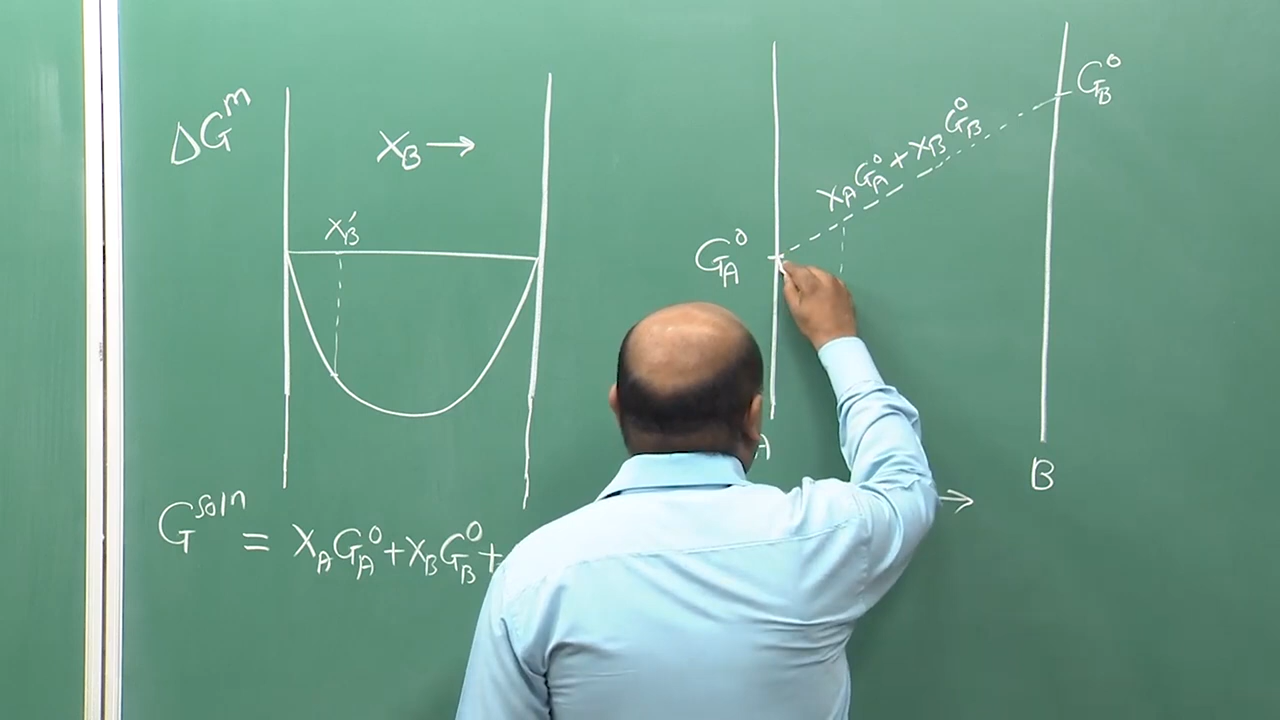 ΔG^m
X_B →
X_B'
G^soln = X_A G_A^0 + X_B G_B^0 +
G_B^0
X_A G_A^0 + X_B G_B^0
G_A^0
A
B
→